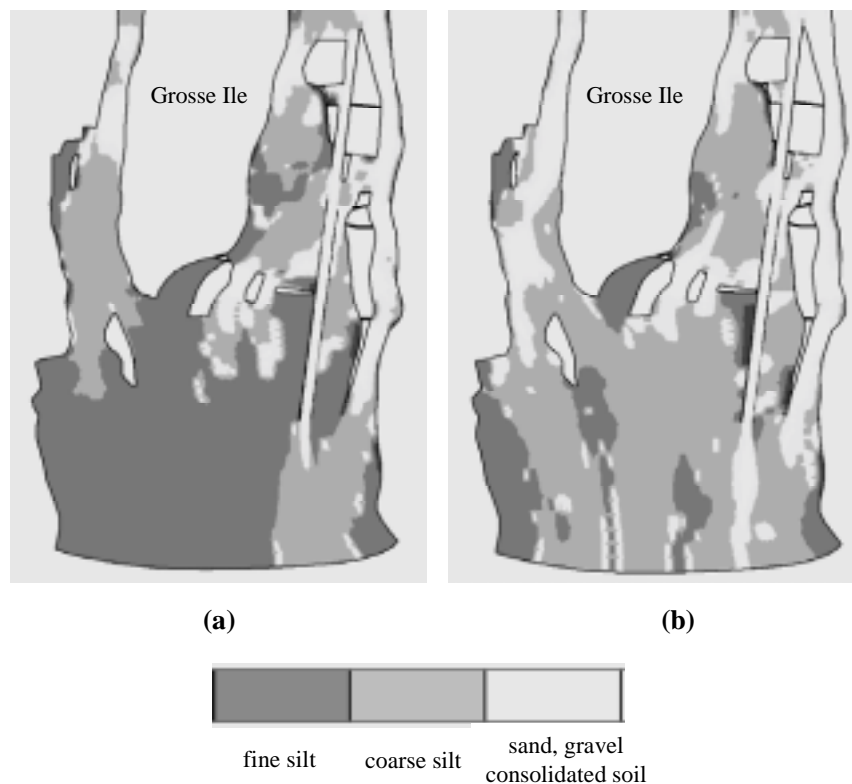 Grosse Ile
Grosse Ile
(a)
(b)
fine silt
coarse silt
sand, gravel
consolidated soil